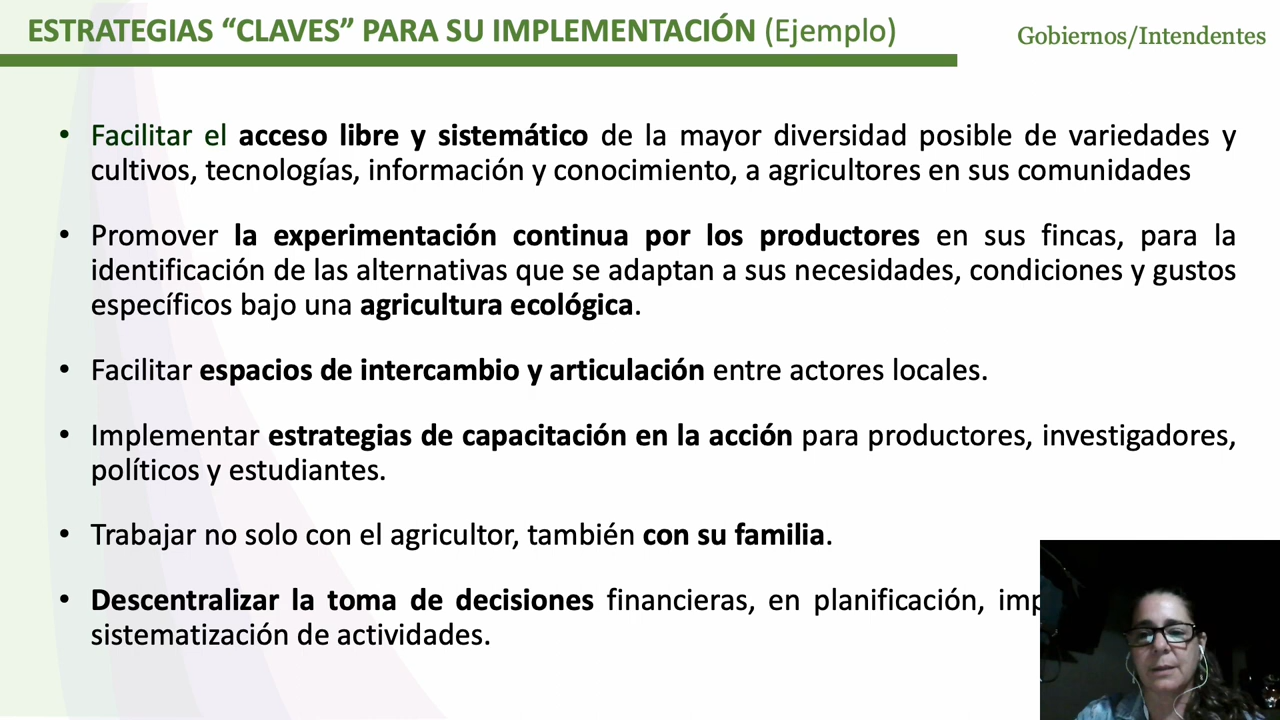 ESTRATEGIAS “CLAVES” PARA SU IMPLEMENTACIÓN (Ejemplo)
Gobiernos/Intendentes
• Facilitar el acceso libre y sistemático de la mayor diversidad posible de variedades y
cultivos, tecnologías, información y conocimiento, a agricultores en sus comunidades
• Promover la experimentación continua por los productores en sus fincas, para la
identificación de las alternativas que se adaptan a sus necesidades, condiciones y gustos
específicos bajo una agricultura ecológica.
• Facilitar espacios de intercambio y articulación entre actores locales.
• Implementar estrategias de capacitación en la acción para productores, investigadores,
políticos y estudiantes.
• Trabajar no solo con el agricultor, también con su familia.
• Descentralizar la toma de decisiones financieras, en planificación,
sistematización de actividades.